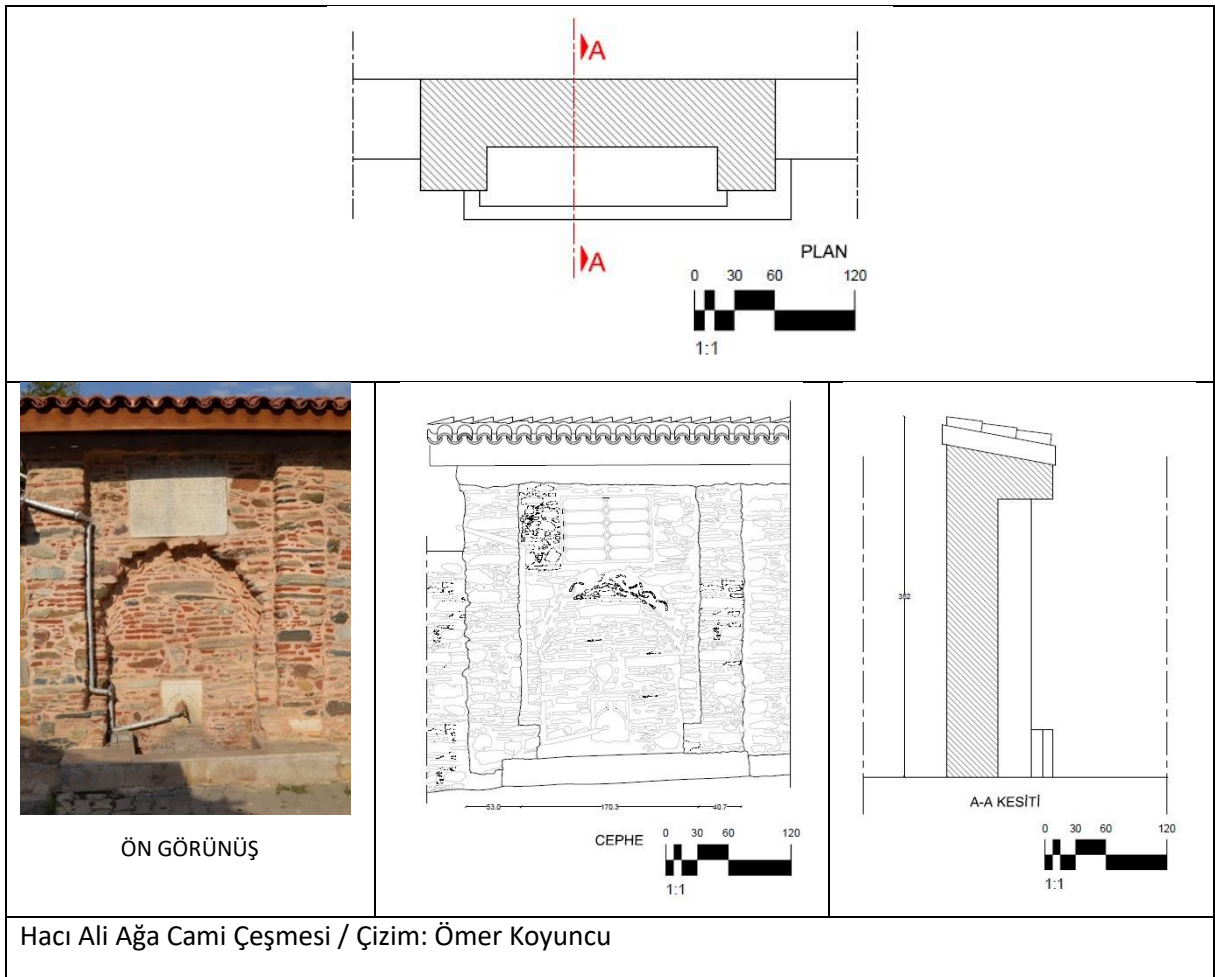 A
A
PLAN
0 30 60 120
1:1
ÖN GÖRÜNÜŞ
53.0 170.3 40.7
CEPHE
0 30 60 120
1:1
A-A KESİTİ
0 30 60 120
1:1
Hacı Ali Ağa Cami Çeşmesi / Çizim: Ömer Koyuncu